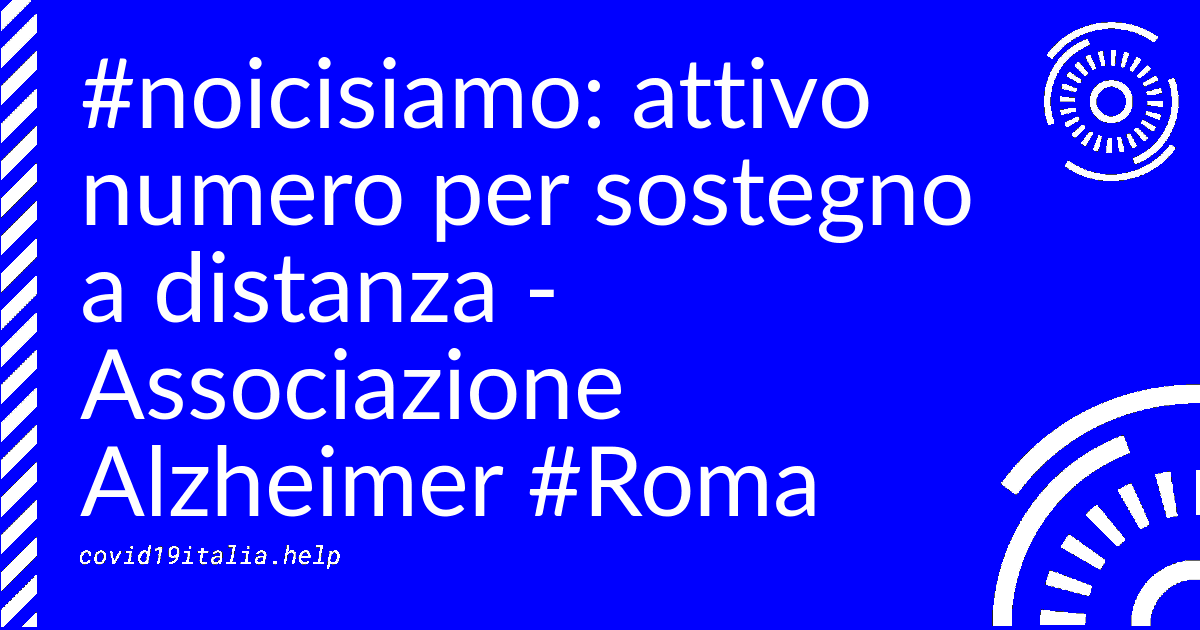 #noicisiamo: attivo
numero per sostegno
a distanza -
Associazione
Alzheimer #Roma
covid19italia.help